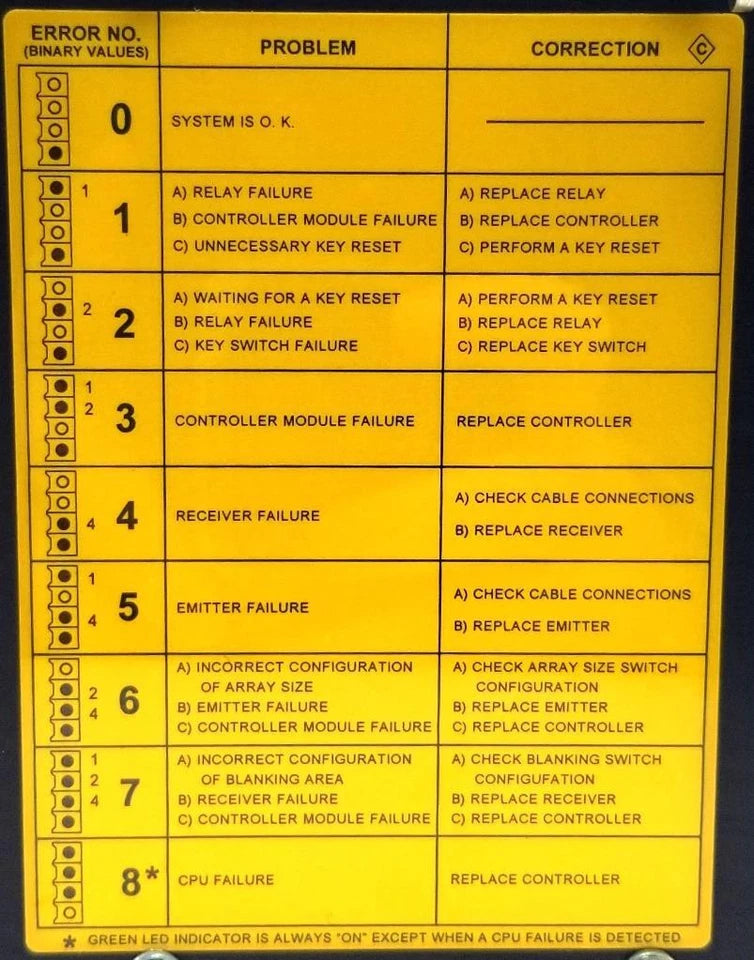 ERROR NO.
(BINARY VALUES)
PROBLEM
CORRECTION
C
0
SYSTEM IS O. K.
1
1
A) RELAY FAILURE
B) CONTROLLER MODULE FAILURE
C) UNNECESSARY KEY RESET
A) REPLACE RELAY
B) REPLACE CONTROLLER
C) PERFORM A KEY RESET
2
2
A) WAITING FOR A KEY RESET
B) RELAY FAILURE
C) KEY SWITCH FAILURE
A) PERFORM A KEY RESET
B) REPLACE RELAY
C) REPLACE KEY SWITCH
1
2
3
CONTROLLER MODULE FAILURE
REPLACE CONTROLLER
4
4
RECEIVER FAILURE
A) CHECK CABLE CONNECTIONS
B) REPLACE RECEIVER
1
4
5
EMITTER FAILURE
A) CHECK CABLE CONNECTIONS
B) REPLACE EMITTER
2
4
6
A) INCORRECT CONFIGURATION
OF ARRAY SIZE
B) EMITTER FAILURE
C) CONTROLLER MODULE FAILURE
A) CHECK ARRAY SIZE SWITCH
CONFIGURATION
B) REPLACE EMITTER
C) REPLACE CONTROLLER
1
2
4
7
A) INCORRECT CONFIGURATION
OF BLANKING AREA
B) RECEIVER FAILURE
C) CONTROLLER MODULE FAILURE
A) CHECK BLANKING SWITCH
CONFIGUFATION
B) REPLACE RECEIVER
C) REPLACE CONTROLLER
8*
CPU FAILURE
REPLACE CONTROLLER
* GREEN LED INDICATOR IS ALWAYS "ON" EXCEPT WHEN A CPU FAILURE IS DETECTED